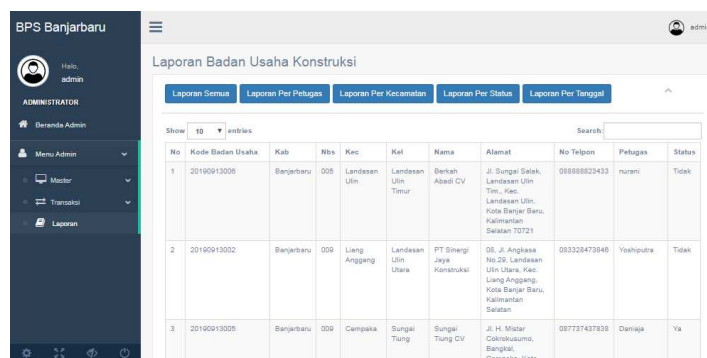 BPS Banjarbaru
admin
Halo,
admin
ADMINISTRATOR
Beranda Admin
Menu Admin
Master
Transaksi
Laporan
Laporan Badan Usaha Konstruksi
Laporan Semua Laporan Per Petugas Laporan Per Kecamatan Laporan Per Status Laporan Per Tanggal
Show 10 entries Search:
No Kode Badan Usaha Kab Nbs Kec Kel Nama Alamat No Telpon Petugas Status
1 20190913006 Banjarbaru 005 Landasan Landasan Berkah Jl. Sungai Salak, 088888823433 nurani Tidak
Ulin Ulin Abadi CV Landasan Ulin
Timur Tim., Kec.
Landasan Ulin,
Kota Banjar Baru,
Kalimantan
Selatan 70721
2 20190913002 Banjarbaru 009 Liang Landasan PT Sinergi 08, Jl. Angkasa 083328473846 Yoshiputra Tidak
Anggang Ulin Jaya No.29, Landasan
Utara Konstruksi Ulin Utara, Kec.
Liang Anggang,
Kota Banjar Baru,
Kalimantan
Selatan
3 20190913005 Banjarbaru 009 Cempaka Sungai Sungai Jl. H. Mistar 087737437838 Daniaja Ya
Tiung Tiung CV Cokrokusumo,
Bangkal,